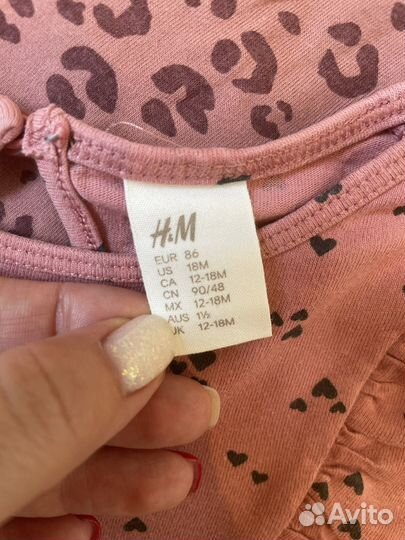 H&M
EUR 86
US 18M
CA 12-18M
CN 90/48
MX 12-18M
AUS 1½
UK 12-18M
Avito